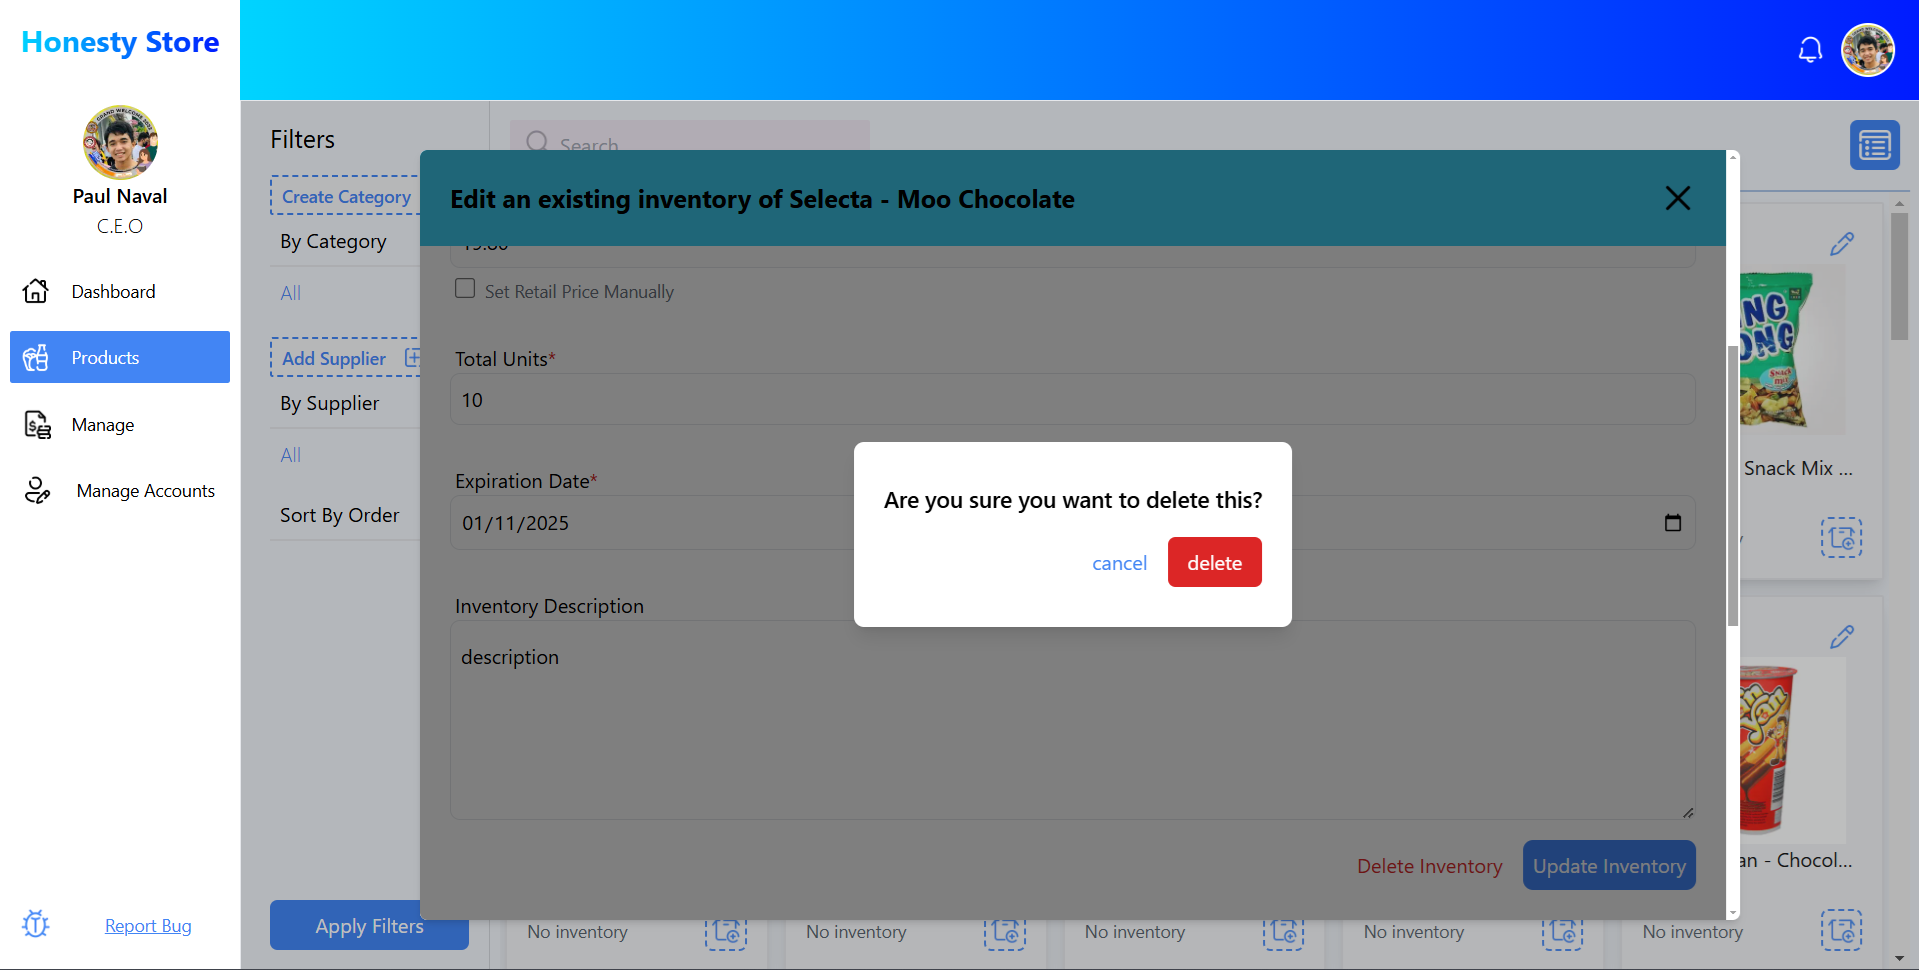 Honesty Store
Paul Naval
C.E.O
Dashboard
Products
Manage
Manage Accounts
Report Bug
Filters
Create Category
By Category
All
Add Supplier
By Supplier
All
Sort By Order
Apply Filters
Search
Edit an existing inventory of Selecta - Moo Chocolate
Set Retail Price Manually
Total Units*
10
Expiration Date*
01/11/2025
Inventory Description
description
Are you sure you want to delete this?
cancel delete
Delete Inventory Update Inventory
Snack Mix ...
an - Chocol...
No inventory
No inventory
No inventory
No inventory
No inventory